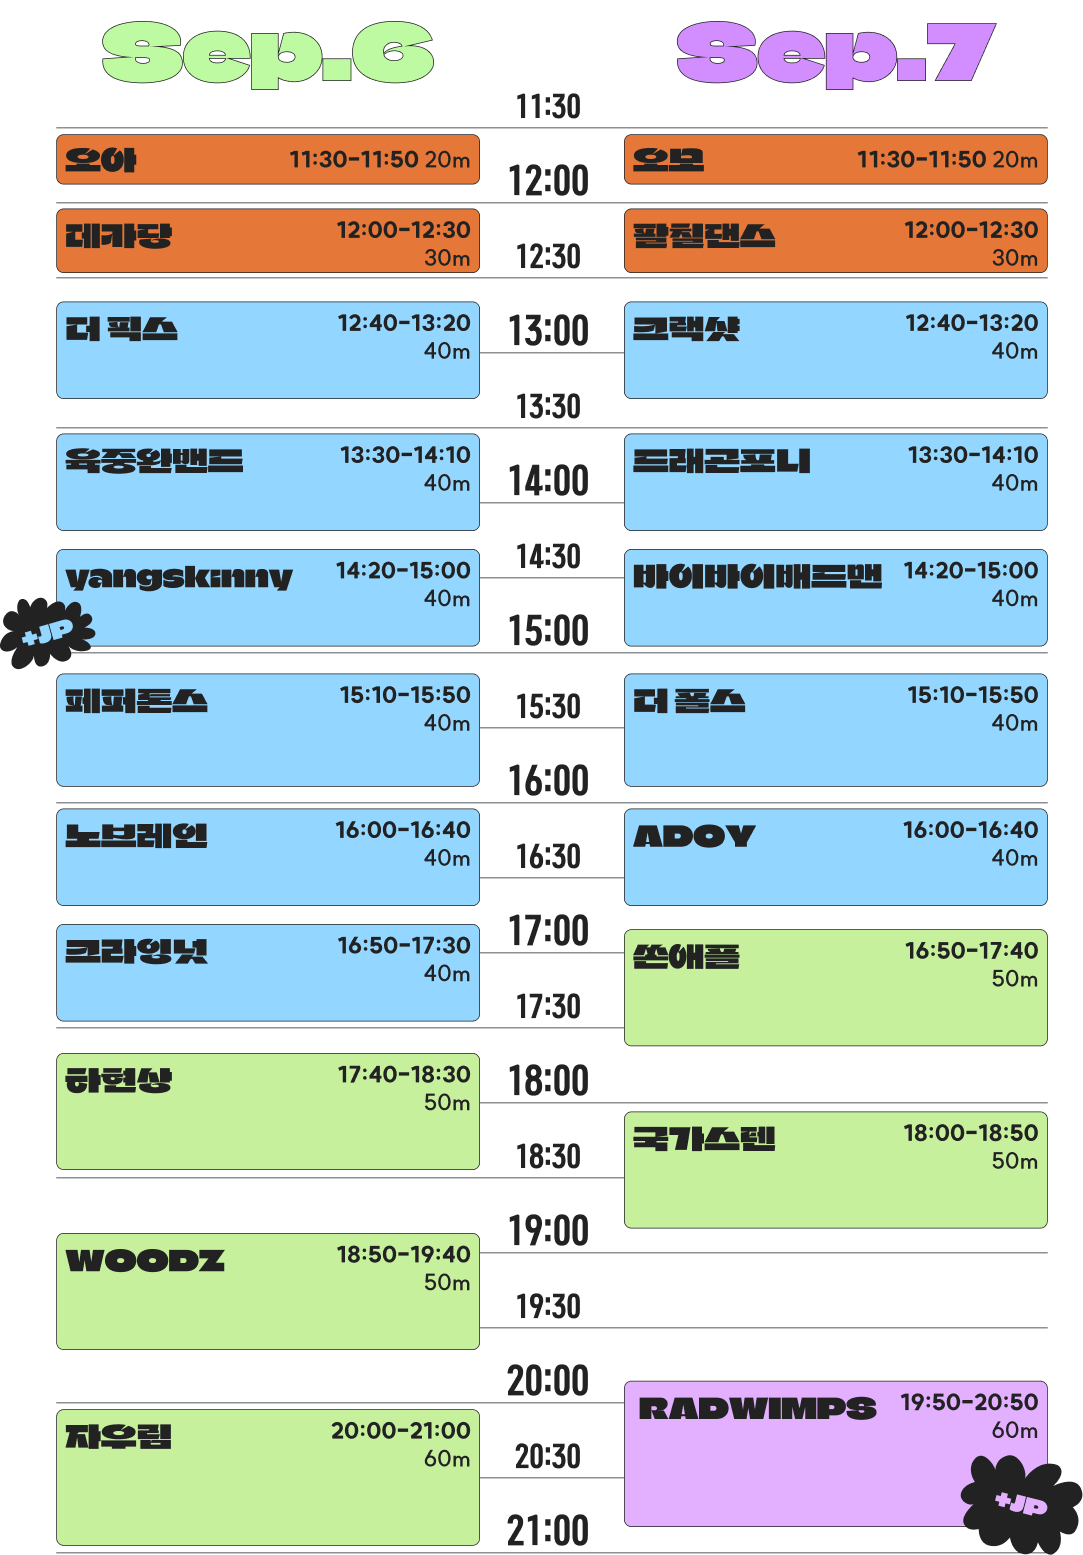 Sep.6
Sep.7
11:30
오아 11:30-11:50 20m
오모 11:30-11:50 20m
12:00
데카당 12:00-12:30
30m
팔칠댄스 12:00-12:30
30m
12:30
더 픽스 12:40-13:20
40m
크랙샷 12:40-13:20
40m
13:00
13:30
육중완밴드 13:30-14:10
40m
드래곤포니 13:30-14:10
40m
14:00
14:30
yangskinny 14:20-15:00
40m
+JP
바이바이배드맨 14:20-15:00
40m
15:00
페퍼톤스 15:10-15:50
40m
더 폴스 15:10-15:50
40m
15:30
16:00
노브레인 16:00-16:40
40m
ADOY 16:00-16:40
40m
16:30
17:00
크라잉넛 16:50-17:30
40m
쏜애플 16:50-17:40
50m
17:30
하현상 17:40-18:30
50m
18:00
국카스텐 18:00-18:50
50m
18:30
19:00
WOODZ 18:50-19:40
50m
19:30
20:00
RADWIMPS 19:50-20:50
60m
+JP
자우림 20:00-21:00
60m
20:30
21:00